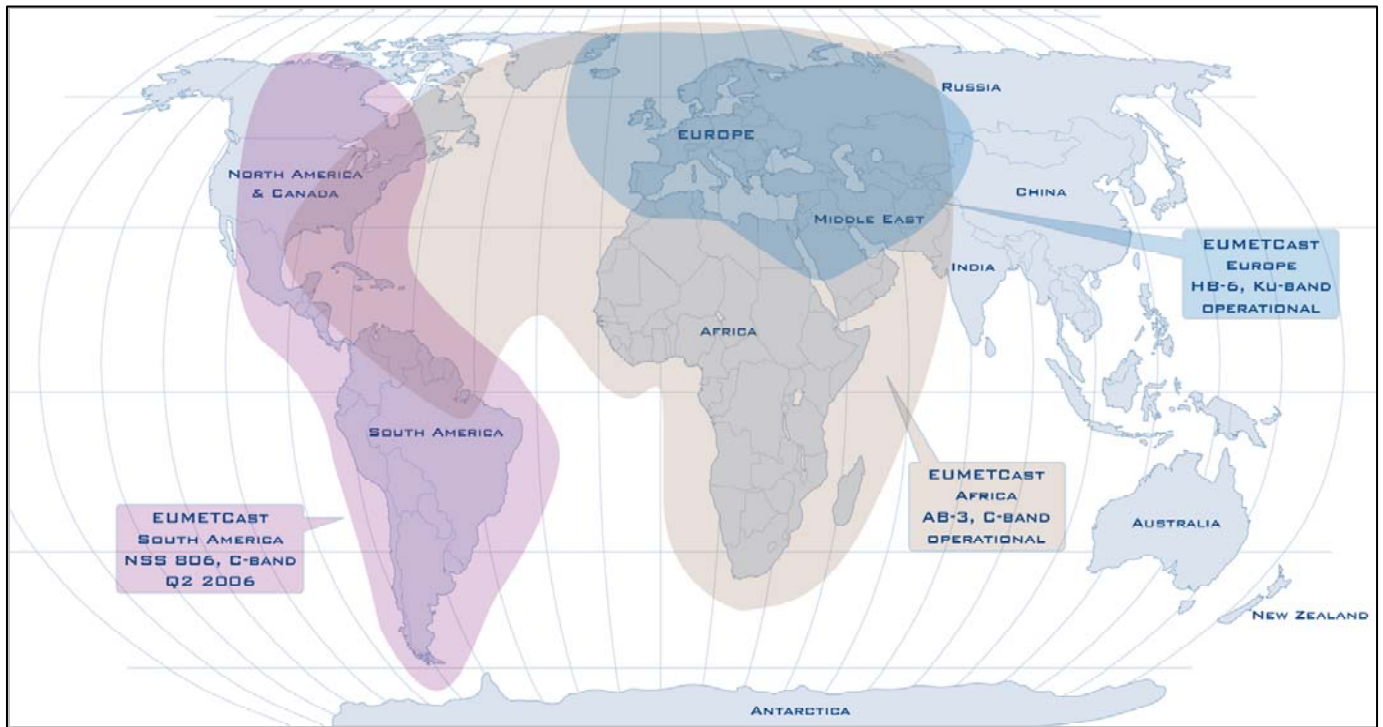 RUSSIA
EUROPE
NORTH AMERICA
& CANADA
CHINA
MIDDLE EAST
EUMETCAST
EUROPE
HB-6, KU-BAND
OPERATIONAL
INDIA
AFRICA
SOUTH AMERICA
EUMETCAST
AFRICA
AB-3, C-BAND
OPERATIONAL
EUMETCAST
SOUTH AMERICA
NSS 806, C-BAND
Q2 2006
AUSTRALIA
NEW ZEALAND
ANTARCTICA